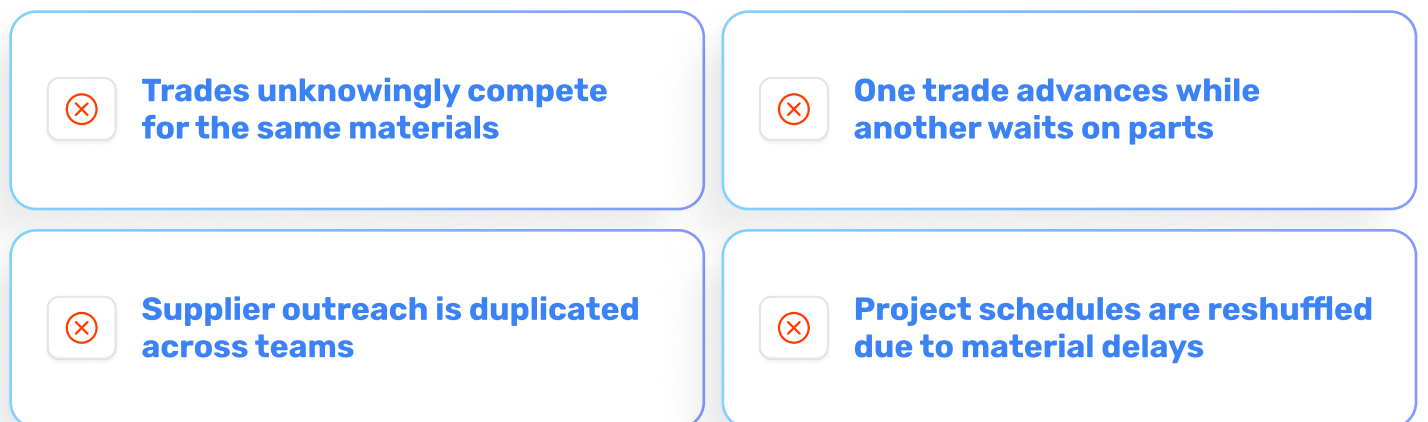 Trades unknowingly compete
for the same materials
One trade advances while
another waits on parts
Supplier outreach is duplicated
across teams
Project schedules are reshuffled
due to material delays